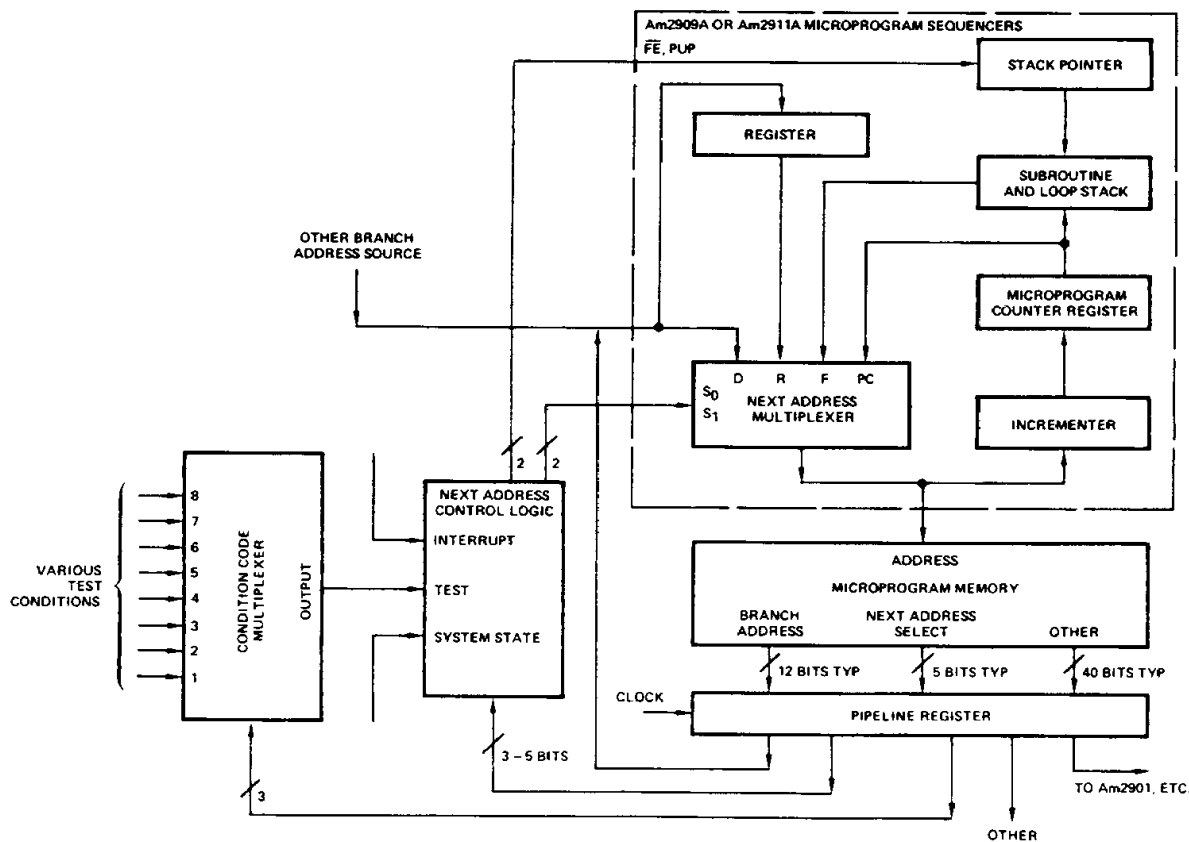 Am2909A OR Am2911A MICROPROGRAM SEQUENCERS
FE, PUP
STACK POINTER
REGISTER
SUBROUTINE
AND LOOP STACK
OTHER BRANCH
ADDRESS SOURCE
MICROPROGRAM
COUNTER REGISTER
D R F PC
S0
S1
NEXT ADDRESS
MULTIPLEXER
INCREMENTER
2 2
8
7
6
5
4
3
2
1
VARIOUS
TEST
CONDITIONS
CONDITION CODE
MULTIPLEXER
OUTPUT
NEXT ADDRESS
CONTROL LOGIC
INTERRUPT
TEST
SYSTEM STATE
ADDRESS
MICROPROGRAM MEMORY
BRANCH
ADDRESS
NEXT ADDRESS
SELECT
OTHER
12 BITS TYP
5 BITS TYP
40 BITS TYP
CLOCK
PIPELINE REGISTER
3 – 5 BITS
3
TO Am2901, ETC.
OTHER